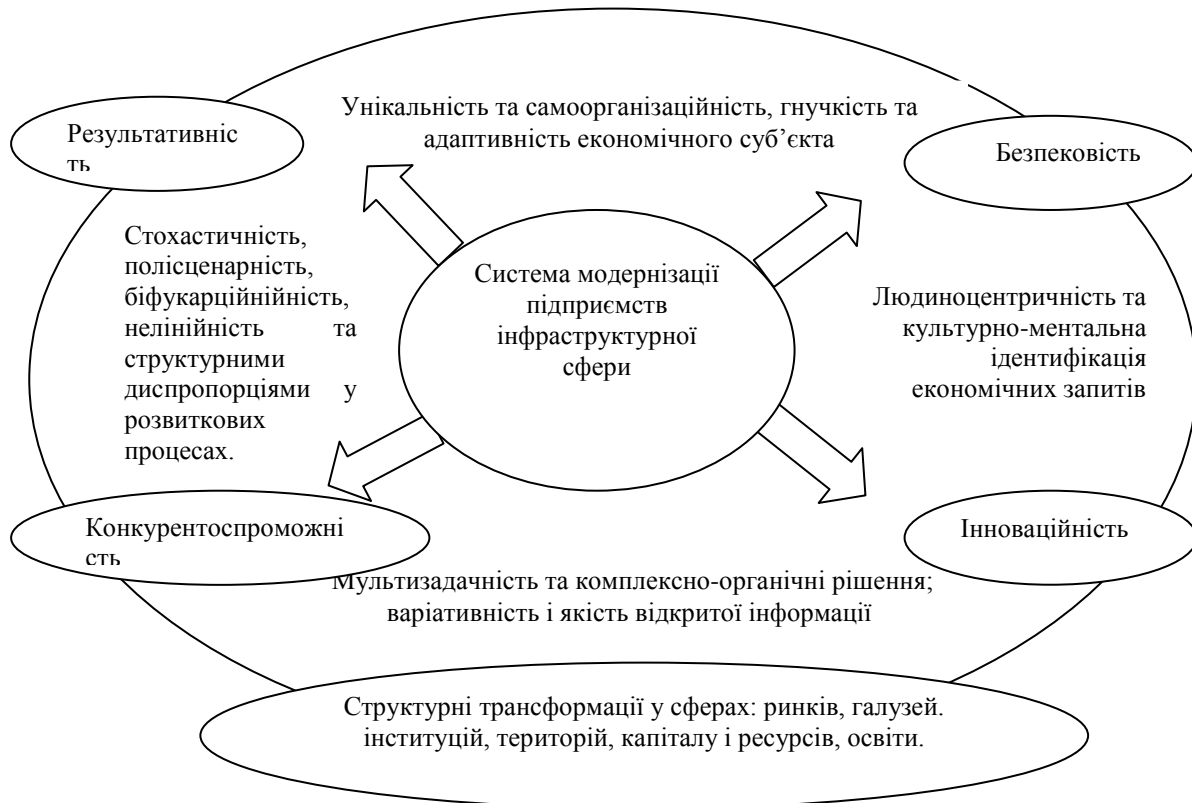 Унікальність та самоорганізаційність, гнучкість та
адаптивність економічного суб’єкта
Результативніс
ть
Безпековість
Стохастичність,
полісценарність,
біфукарційнійність,
нелінійність та
структурними
диспропорціями у
розвиткових
процесах.
Система модернізації
підприємств
інфраструктурної
сфери
Людиноцентричність та
культурно-ментальна
ідентифікація
економічних запитів
Конкурентоспроможні
сть
Інноваційність
Мультизадачність та комплексно-органічні рішення;
варіативність і якість відкритої інформації
Структурні трансформації у сферах: ринків, галузей.
інституцій, територій, капіталу і ресурсів, освіти.